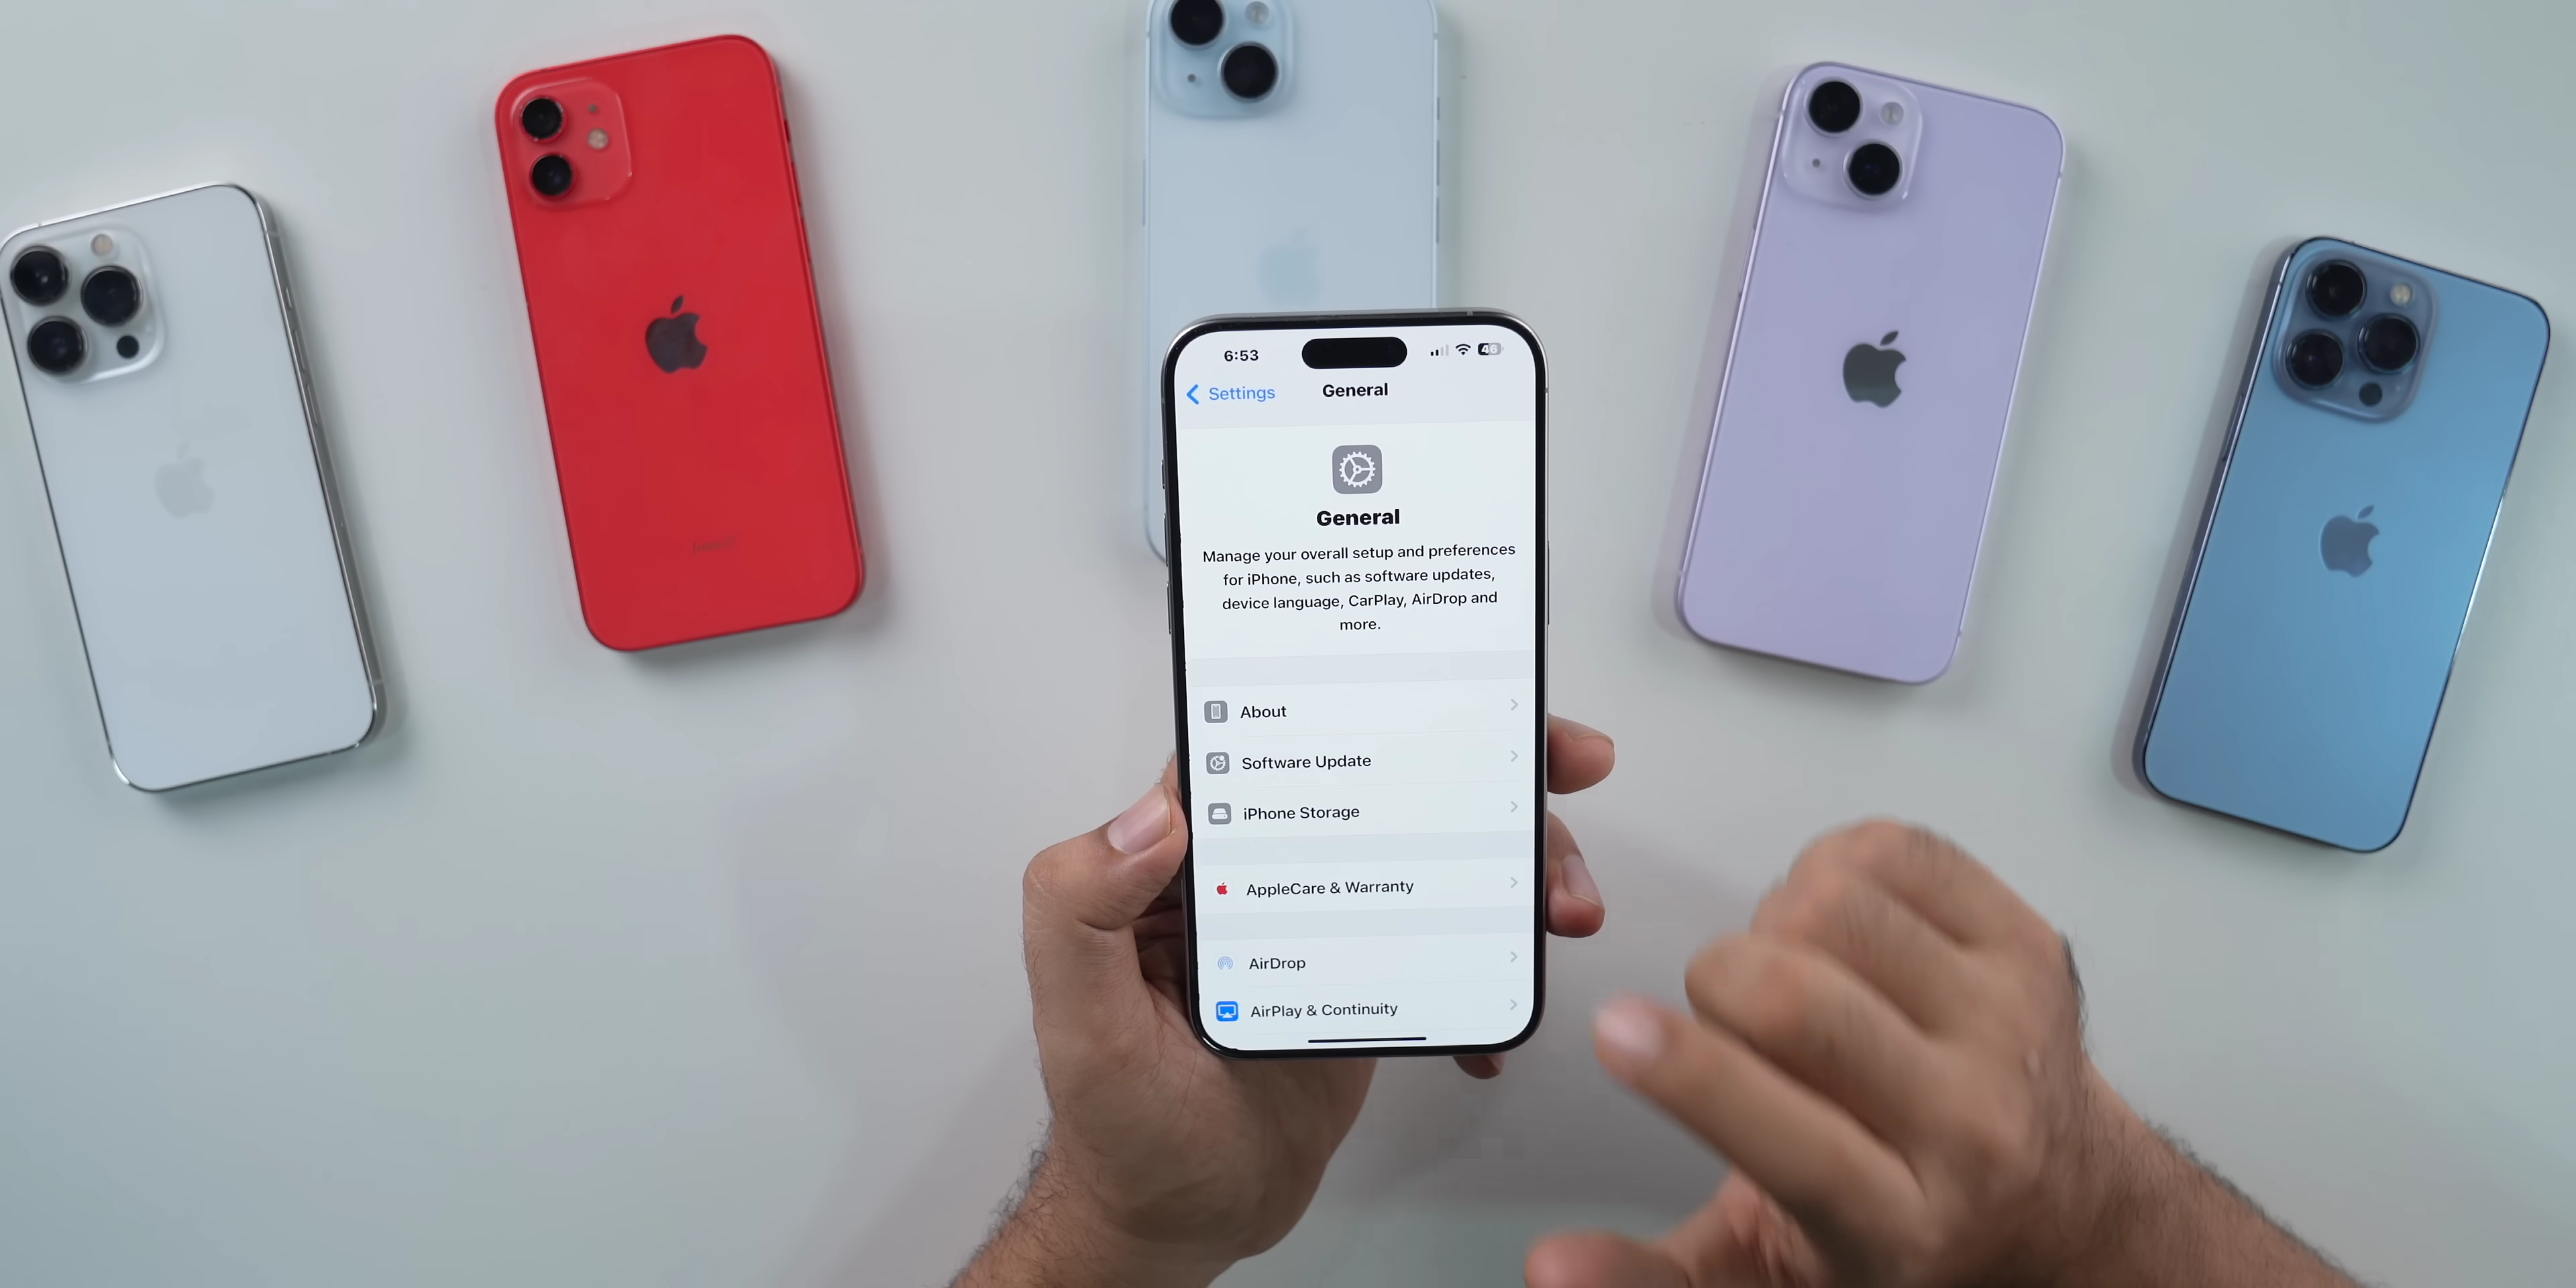 6:53
46
Settings
General
General
Manage your overall setup and preferences
for iPhone, such as software updates,
device language, CarPlay, AirDrop and
more.
About
Software Update
iPhone Storage
AppleCare & Warranty
AirDrop
AirPlay & Continuity